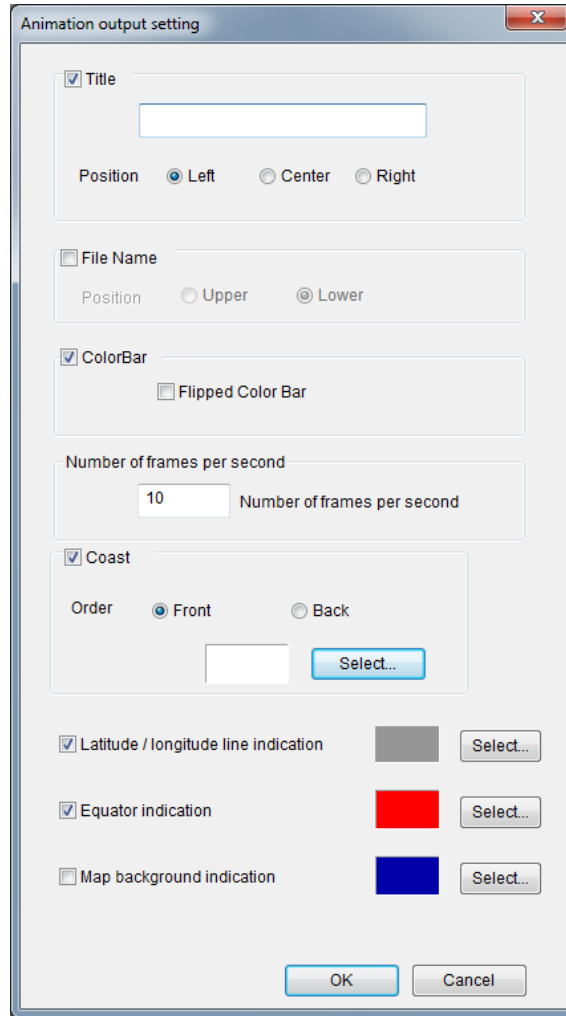 Animation output setting
Title
Position Left Center Right
File Name
Position Upper Lower
ColorBar
Flipped Color Bar
Number of frames per second
10 Number of frames per second
Coast
Order Front Back
Select...
Latitude / longitude line indication Select...
Equator indication Select...
Map background indication Select...
OK Cancel